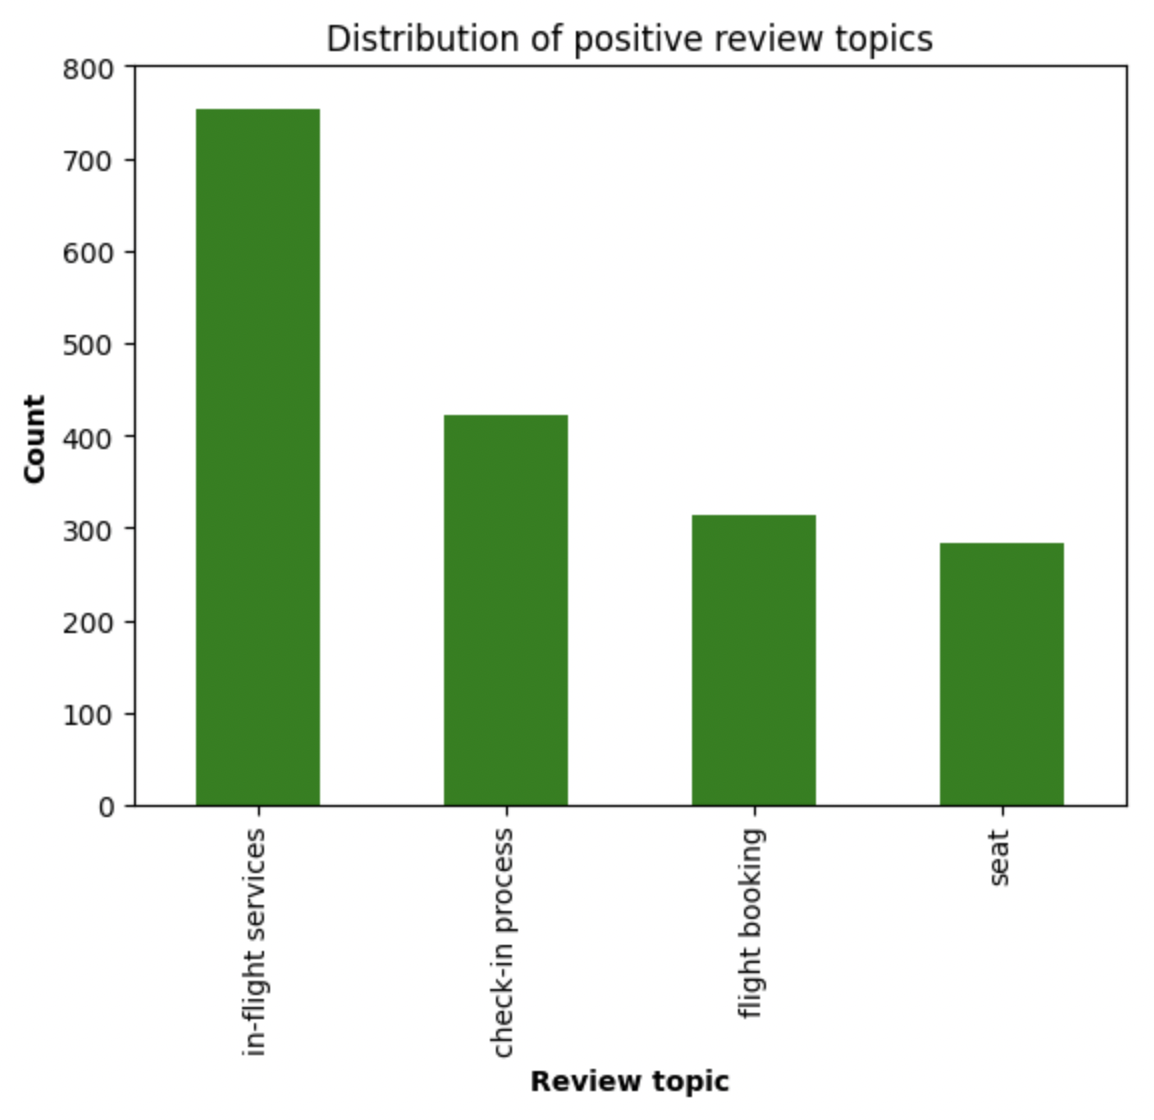 Distribution of positive review topics
800
700
600
500
400
300
200
100
0
Count
in-flight services
check-in process
flight booking
seat
Review topic